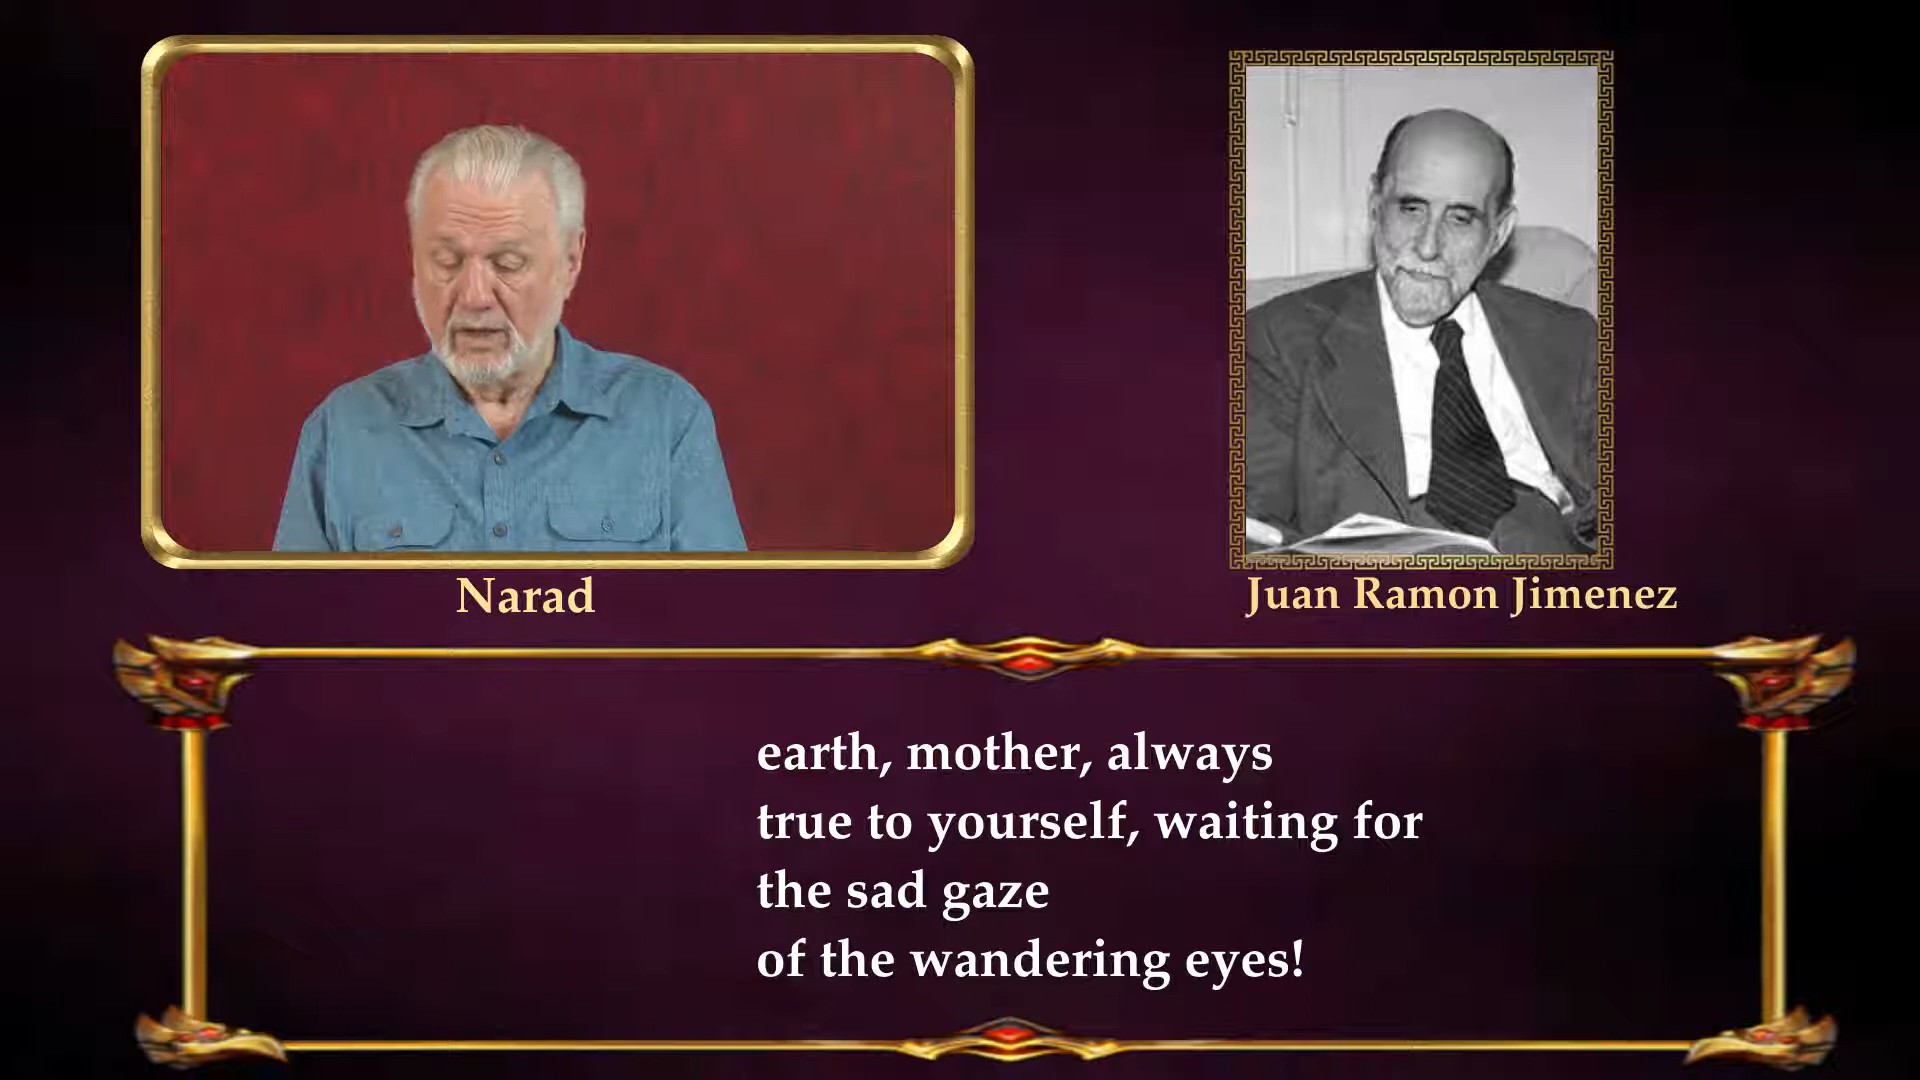 Narad
Juan Ramon Jimenez
earth, mother, always
true to yourself, waiting for
the sad gaze
of the wandering eyes!